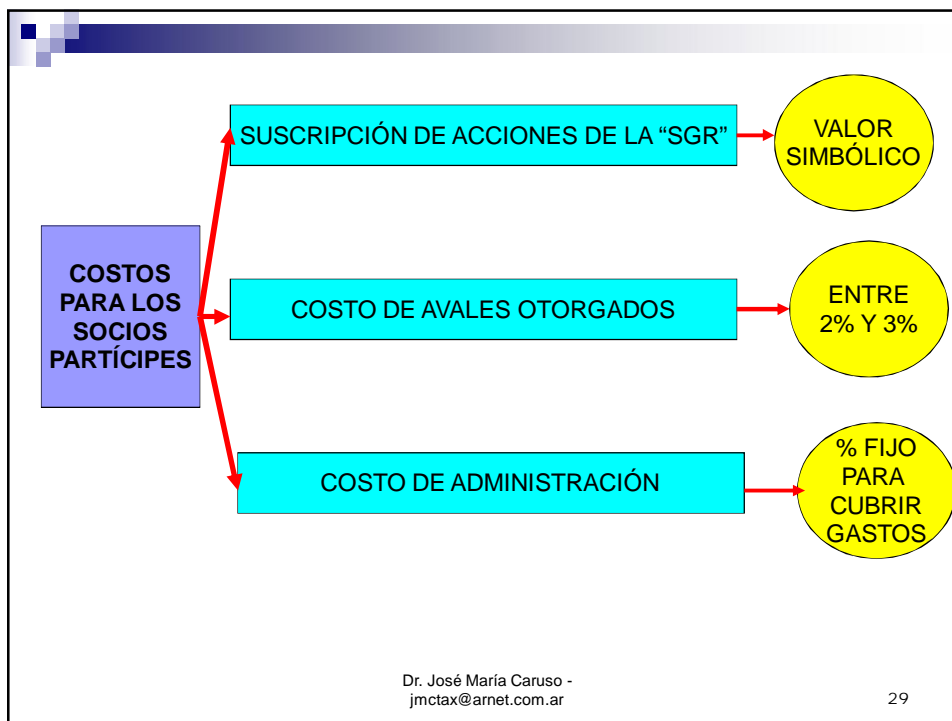 SUSCRIPCIÓN DE ACCIONES DE LA “SGR”
VALOR
SIMBÓLICO
COSTOS
PARA LOS
SOCIOS
PARTÍCIPES
COSTO DE AVALES OTORGADOS
ENTRE
2% Y 3%
COSTO DE ADMINISTRACIÓN
% FIJO
PARA
CUBRIR
GASTOS
Dr. José María Caruso -
jmctax@arnet.com.ar
29